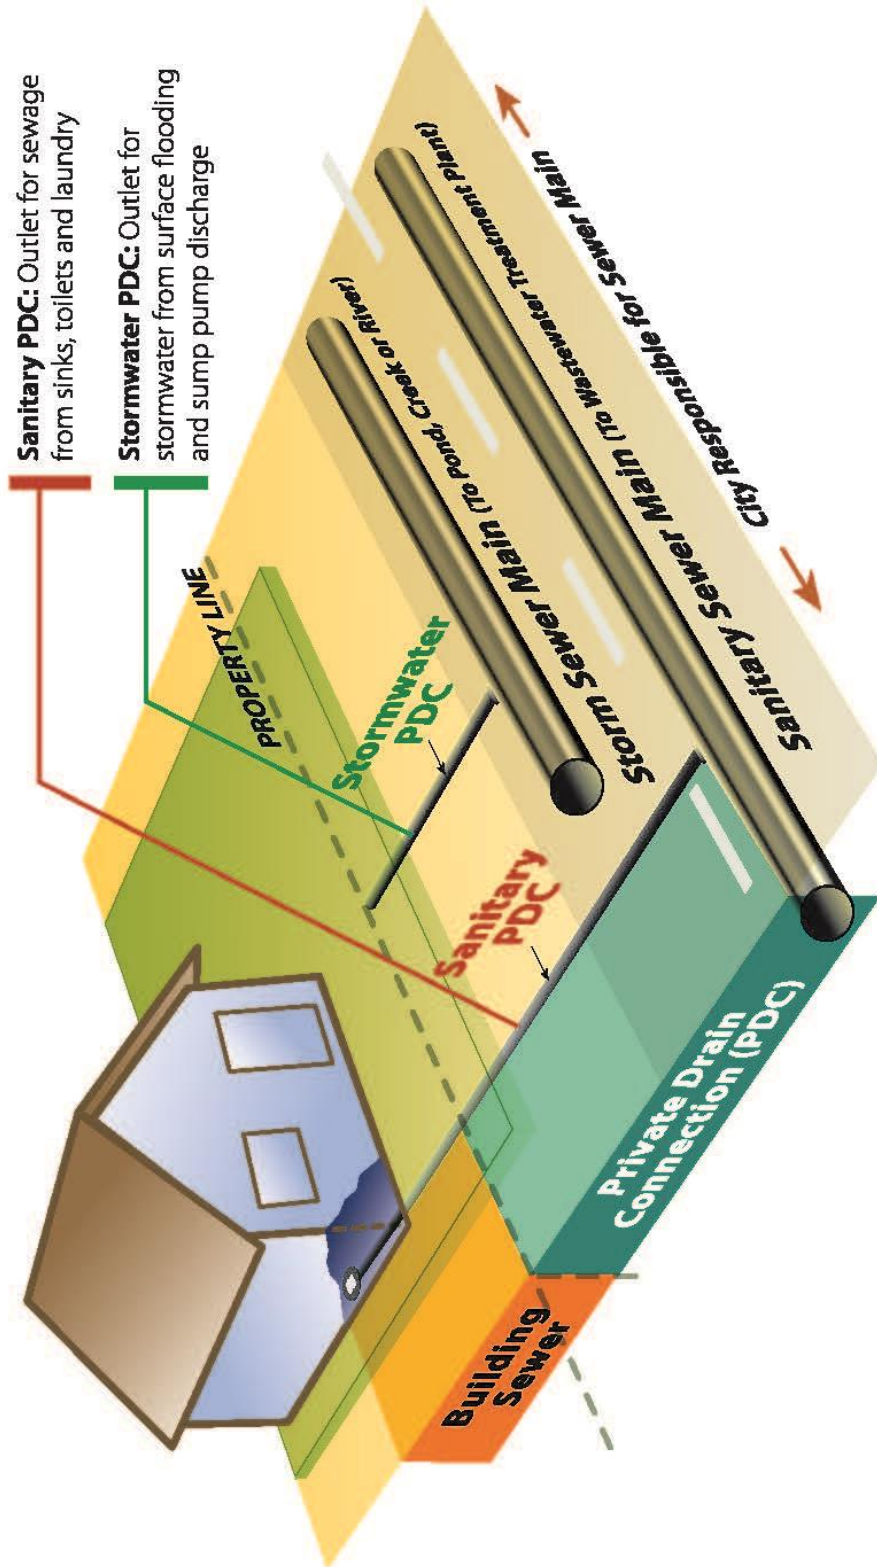 Sanitary PDC: Outlet for sewage
from sinks, toilets and laundry
Stormwater PDC: Outlet for
stormwater from surface flooding
and sump pump discharge
PROPERTY LINE
Stormwater
PDC
Sanitary
PDC
Storm Sewer Main (To Pond, Creek or River)
Sanitary Sewer Main (To Wastewater Treatment Plant)
City Responsible for Sewer Main
Building
Sewer
Private Drain
Connection (PDC)